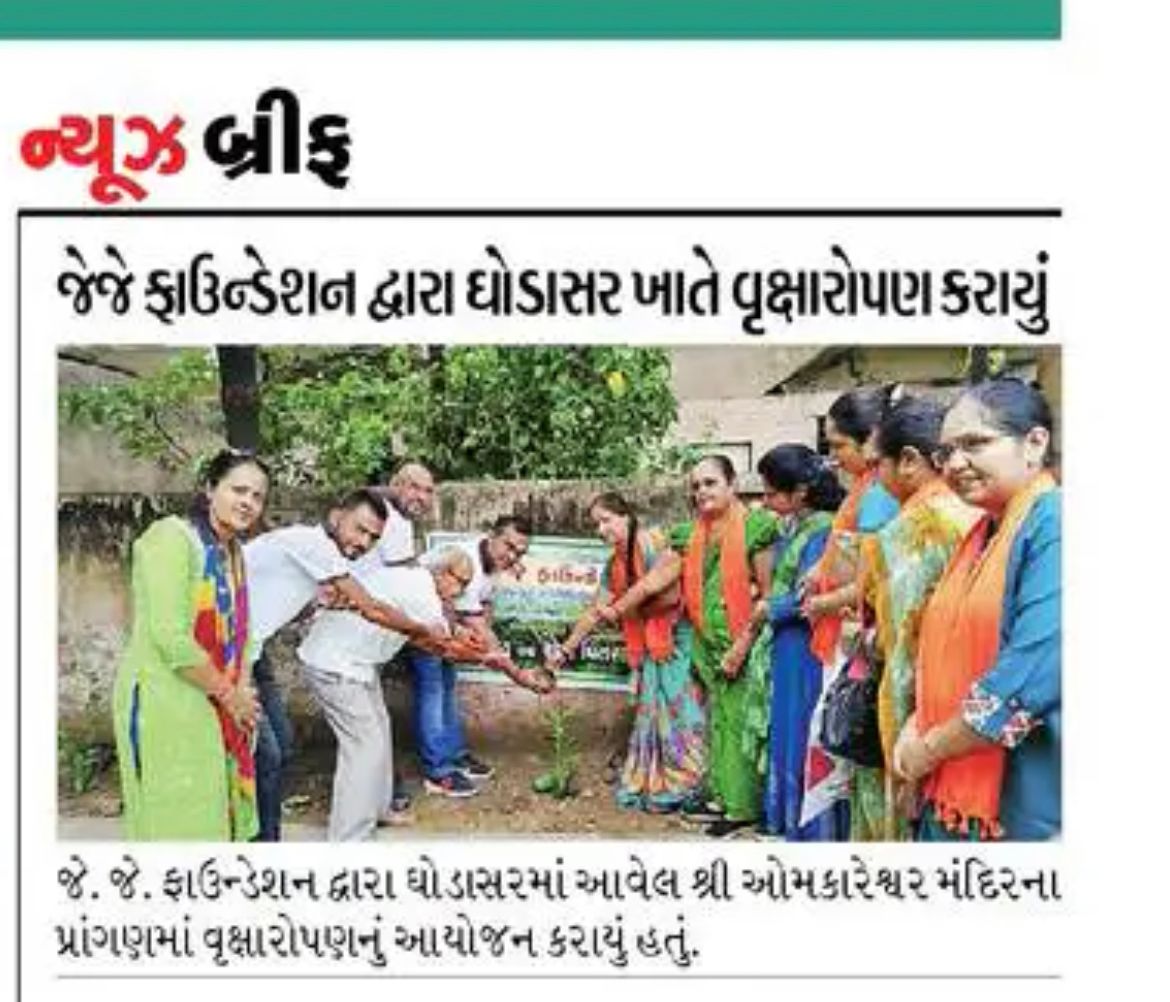 ન્યૂઝ બ્રીફ
જેજે ફાઉન્ડેશન દ્વારા ઘોડાસર ખાતે વૃક્ષારોપણ કરાયું
જે. જે. ફાઉન્ડેશન દ્વારા ઘોડાસરમાં આવેલ શ્રી ઓમકારેશ્વર મંદિરના
પ્રાંગણમાં વૃક્ષારોપણનું આયોજન કરાયું હતું.